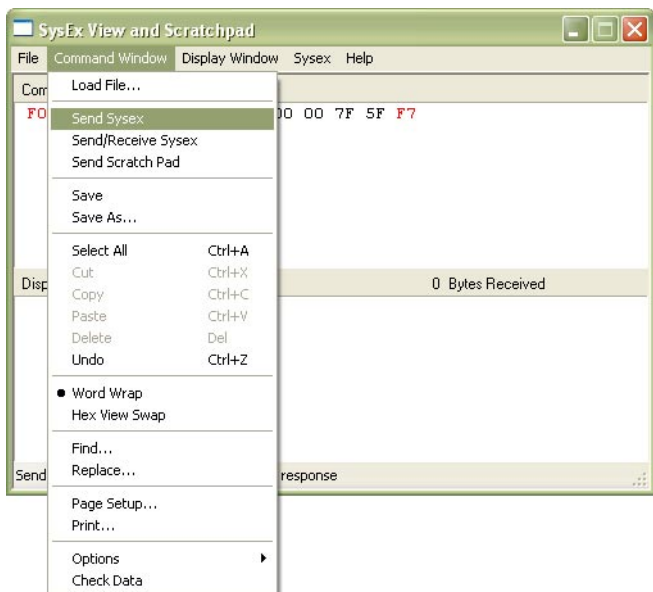 SysEx View and Scratchpad
File Command Window Display Window Sysex Help
Load File...
F0 00 00 7F 5F F7
Send Sysex
Send/Receive Sysex
Send Scratch Pad
Save
Save As...
Select All Ctrl+A
Cut Ctrl+X
0 Bytes Received
Copy Ctrl+C
Paste Ctrl+V
Delete Del
Undo Ctrl+Z
Word Wrap
Hex View Swap
Find...
Replace...
Send response
Page Setup...
Print...
Options
Check Data